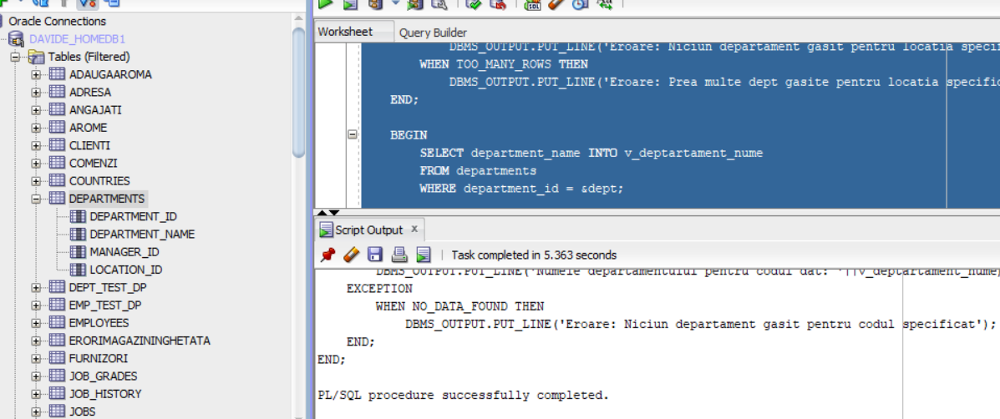 Oracle Connections
DAVIDE_HOMEDB1
Tables (Filtered)
ADAUGAAROMA
ADRESA
ANGAJATI
AROME
CLIENTI
COMENZI
COUNTRIES
DEPARTMENTS
DEPARTMENT_ID
DEPARTMENT_NAME
MANAGER_ID
LOCATION_ID
DEPT_TEST_DP
EMP_TEST_DP
EMPLOYEES
ERORIMAGAZININGHETATA
FURNIZORI
JOB_GRADES
JOB_HISTORY
JOBS
SQL
Worksheet Query Builder
DBMS_OUTPUT.PUT_LINE('Eroare: Niciun departament gasit pentru locatia speci
WHEN TOO_MANY_ROWS THEN
DBMS_OUTPUT.PUT_LINE('Eroare: Prea multe dept gasite pentru locatia specific
END;
BEGIN
SELECT department_name INTO v_deptartament_nume
FROM departments
WHERE department_id = &dept;
Script Output x
Task completed in 5.363 seconds
DBMS_OUTPUT.PUT_LINE('Numele departamentului pentru codul dat: '||v_deptartament_nume)
EXCEPTION
WHEN NO_DATA_FOUND THEN
DBMS_OUTPUT.PUT_LINE('Eroare: Niciun departament gasit pentru codul specificat');
END;
END;
PL/SQL procedure successfully completed.